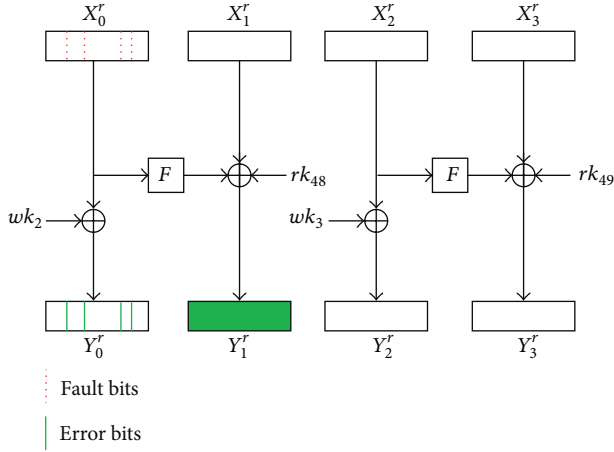 X_0^r X_1^r X_2^r X_3^r
F rk_48 F rk_49
wk_2 wk_3
Y_0^r Y_1^r Y_2^r Y_3^r
Fault bits
Error bits